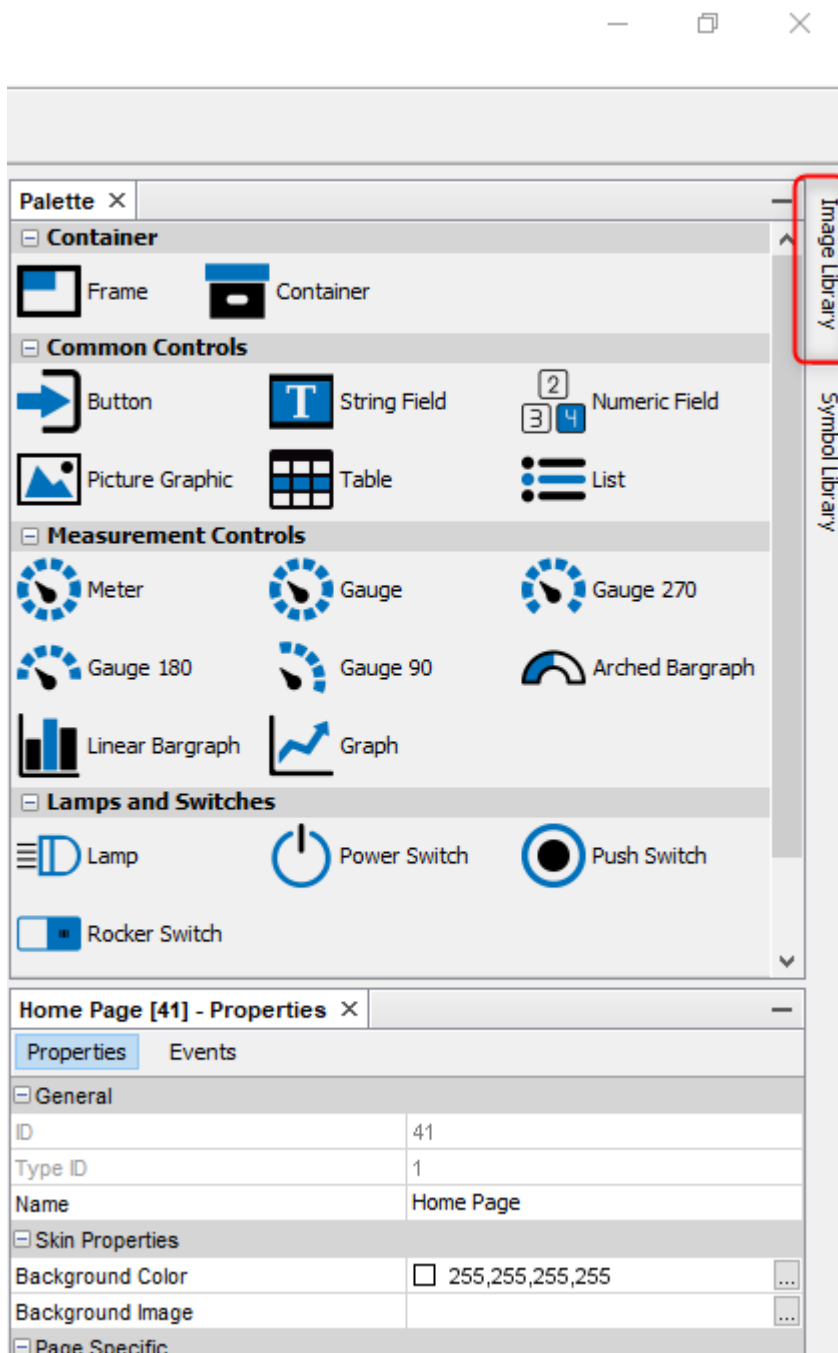 Palette
Container
Frame Container
Common Controls
Button String Field 2 3 4 Numeric Field
Picture Graphic Table List
Measurement Controls
Meter Gauge Gauge 270
Gauge 180 Gauge 90 Arched Bargraph
Linear Bargraph Graph
Lamps and Switches
Lamp Power Switch Push Switch
Rocker Switch
Image Library
Symbol Library
Home Page [41] - Properties
Properties Events
General
ID 41
Type ID 1
Name Home Page
Skin Properties
Background Color 255,255,255,255 ...
Background Image ...
Page Specific